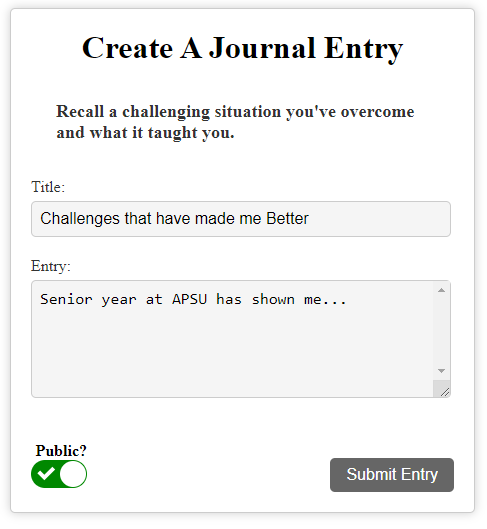 Create A Journal Entry
Recall a challenging situation you've overcome
and what it taught you.
Title:
Challenges that have made me Better
Entry:
Senior year at APSU has shown me...
Public?
Submit Entry